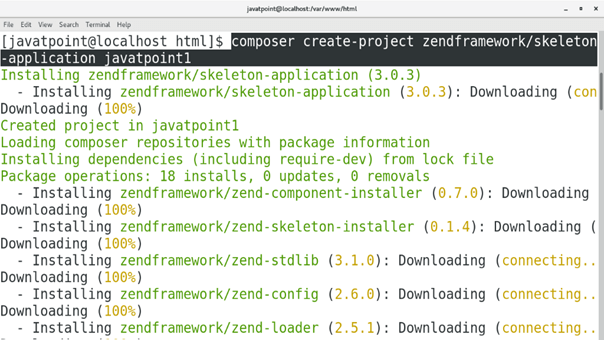 javatpoint@localhost:/var/www/html
File Edit View Search Terminal Help
[javatpoint@localhost html]$ composer create-project zendframework/skeleton
-application javatpoint1
Installing zendframework/skeleton-application (3.0.3)
- Installing zendframework/skeleton-application (3.0.3): Downloading (con
Downloading (100%)
Created project in javatpoint1
Loading composer repositories with package information
Installing dependencies (including require-dev) from lock file
Package operations: 18 installs, 0 updates, 0 removals
- Installing zendframework/zend-component-installer (0.7.0): Downloading
Downloading (100%)
- Installing zendframework/zend-skeleton-installer (0.1.4): Downloading (
Downloading (100%)
- Installing zendframework/zend-stdlib (3.1.0): Downloading (connecting..
Downloading (100%)
- Installing zendframework/zend-config (2.6.0): Downloading (connecting..
Downloading (100%)
- Installing zendframework/zend-loader (2.5.1): Downloading (connecting..